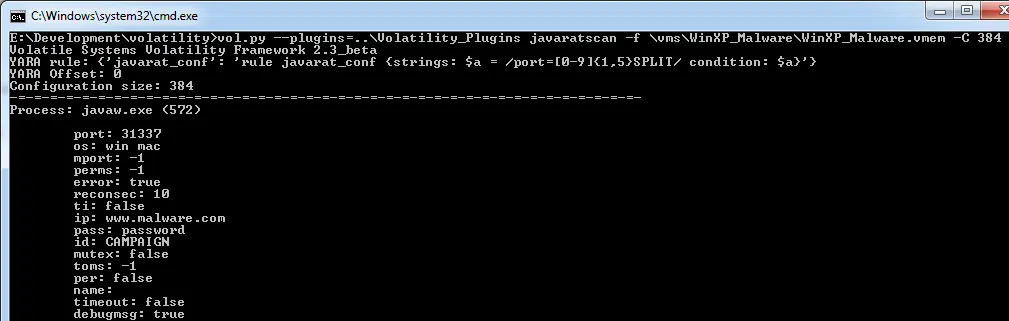 C:\Windows\system32\cmd.exe
E:\Development\volatility>vol.py --plugins=..\Volatility_Plugins javaratscan -f \vms\WinXP_Malware\WinXP_Malware.vmem -C 384
Volatile Systems Volatility Framework 2.3_beta
YARA rule: {'javarat_conf': 'rule javarat_conf {strings: $a = /port=[0-9]{1,5}SPLIT/ condition: $a}'}
YARA Offset: 0
Configuration size: 384
-=-=-=-=-=-=-=-=-=-=-=-=-=-=-=-=-=-=-=-=-=-=-=-=-=-=-=-=-=-=-=-=-=-=-=-=-=-=-
Process: javaw.exe (572)
port: 31337
os: win mac
mport: -1
perms: -1
error: true
reconsec: 10
ti: false
ip: www.malware.com
pass: password
id: CAMPAIGN
mutex: false
toms: -1
per: false
name:
timeout: false
debugmsg: true